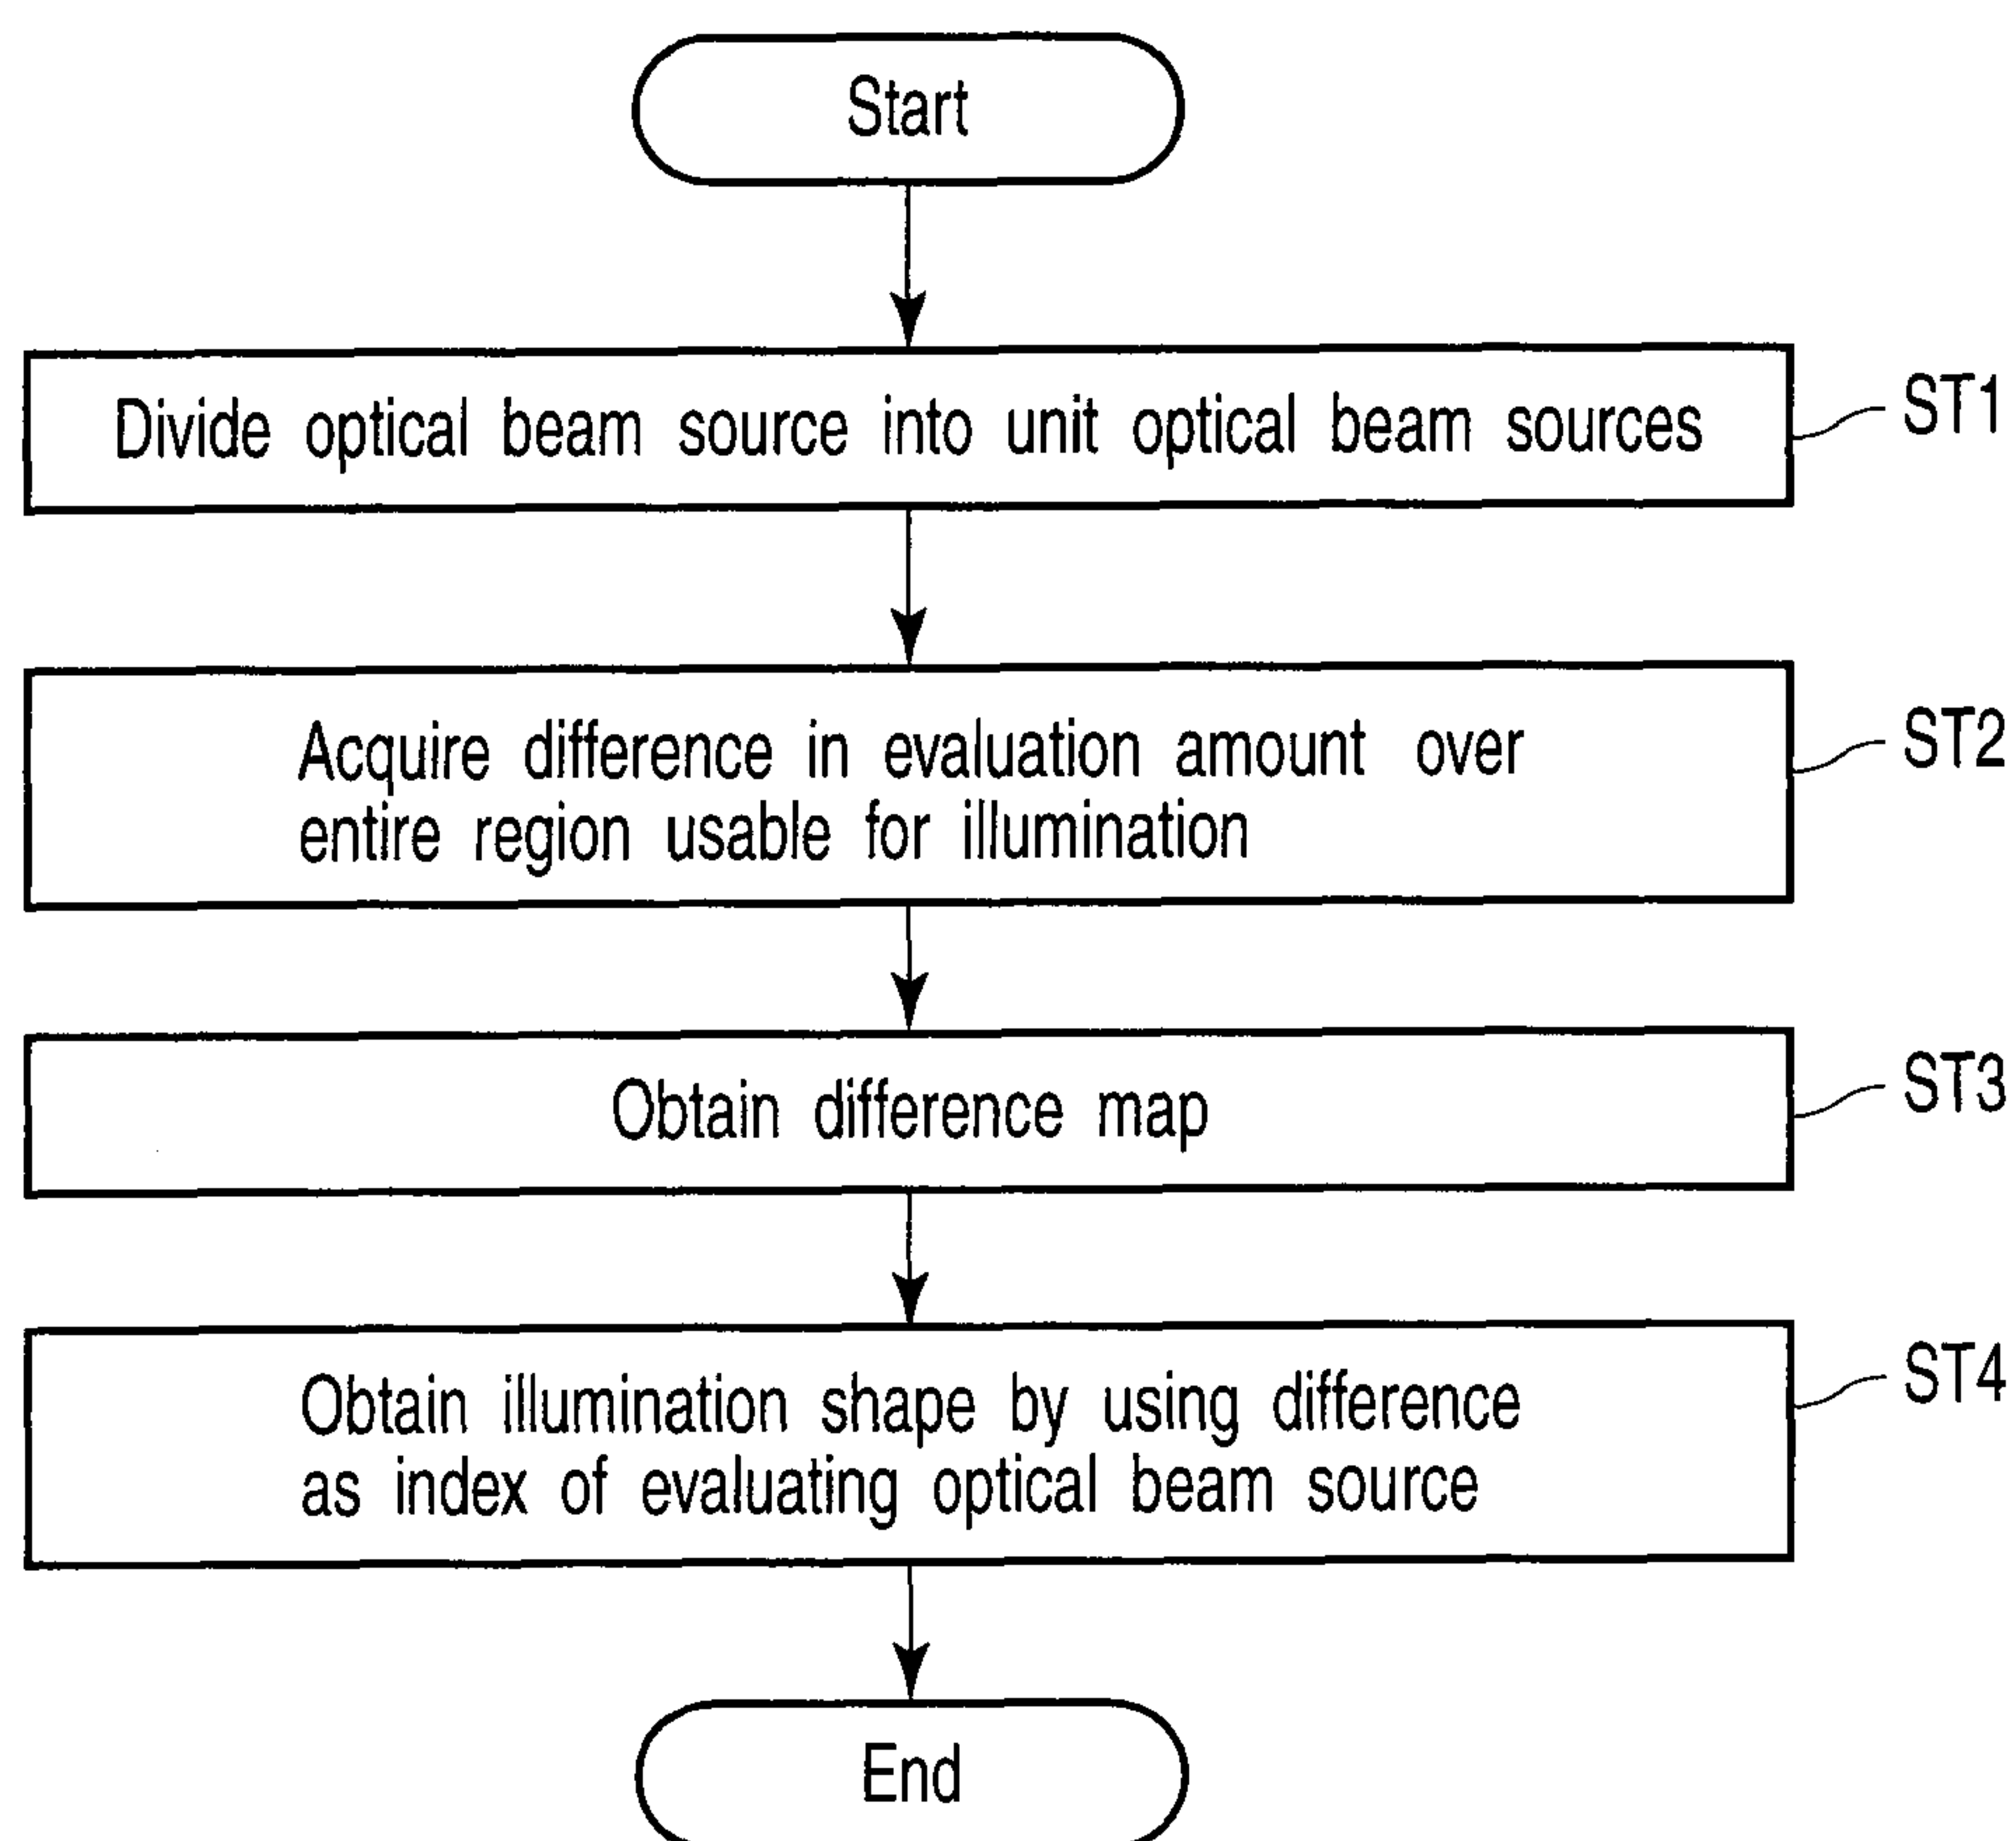 Start
Divide optical beam source into unit optical beam sources
ST1
Acquire difference in evaluation amount over
entire region usable for illumination
ST2
Obtain difference map
ST3
Obtain illumination shape by using difference
as index of evaluating optical beam source
ST4
End